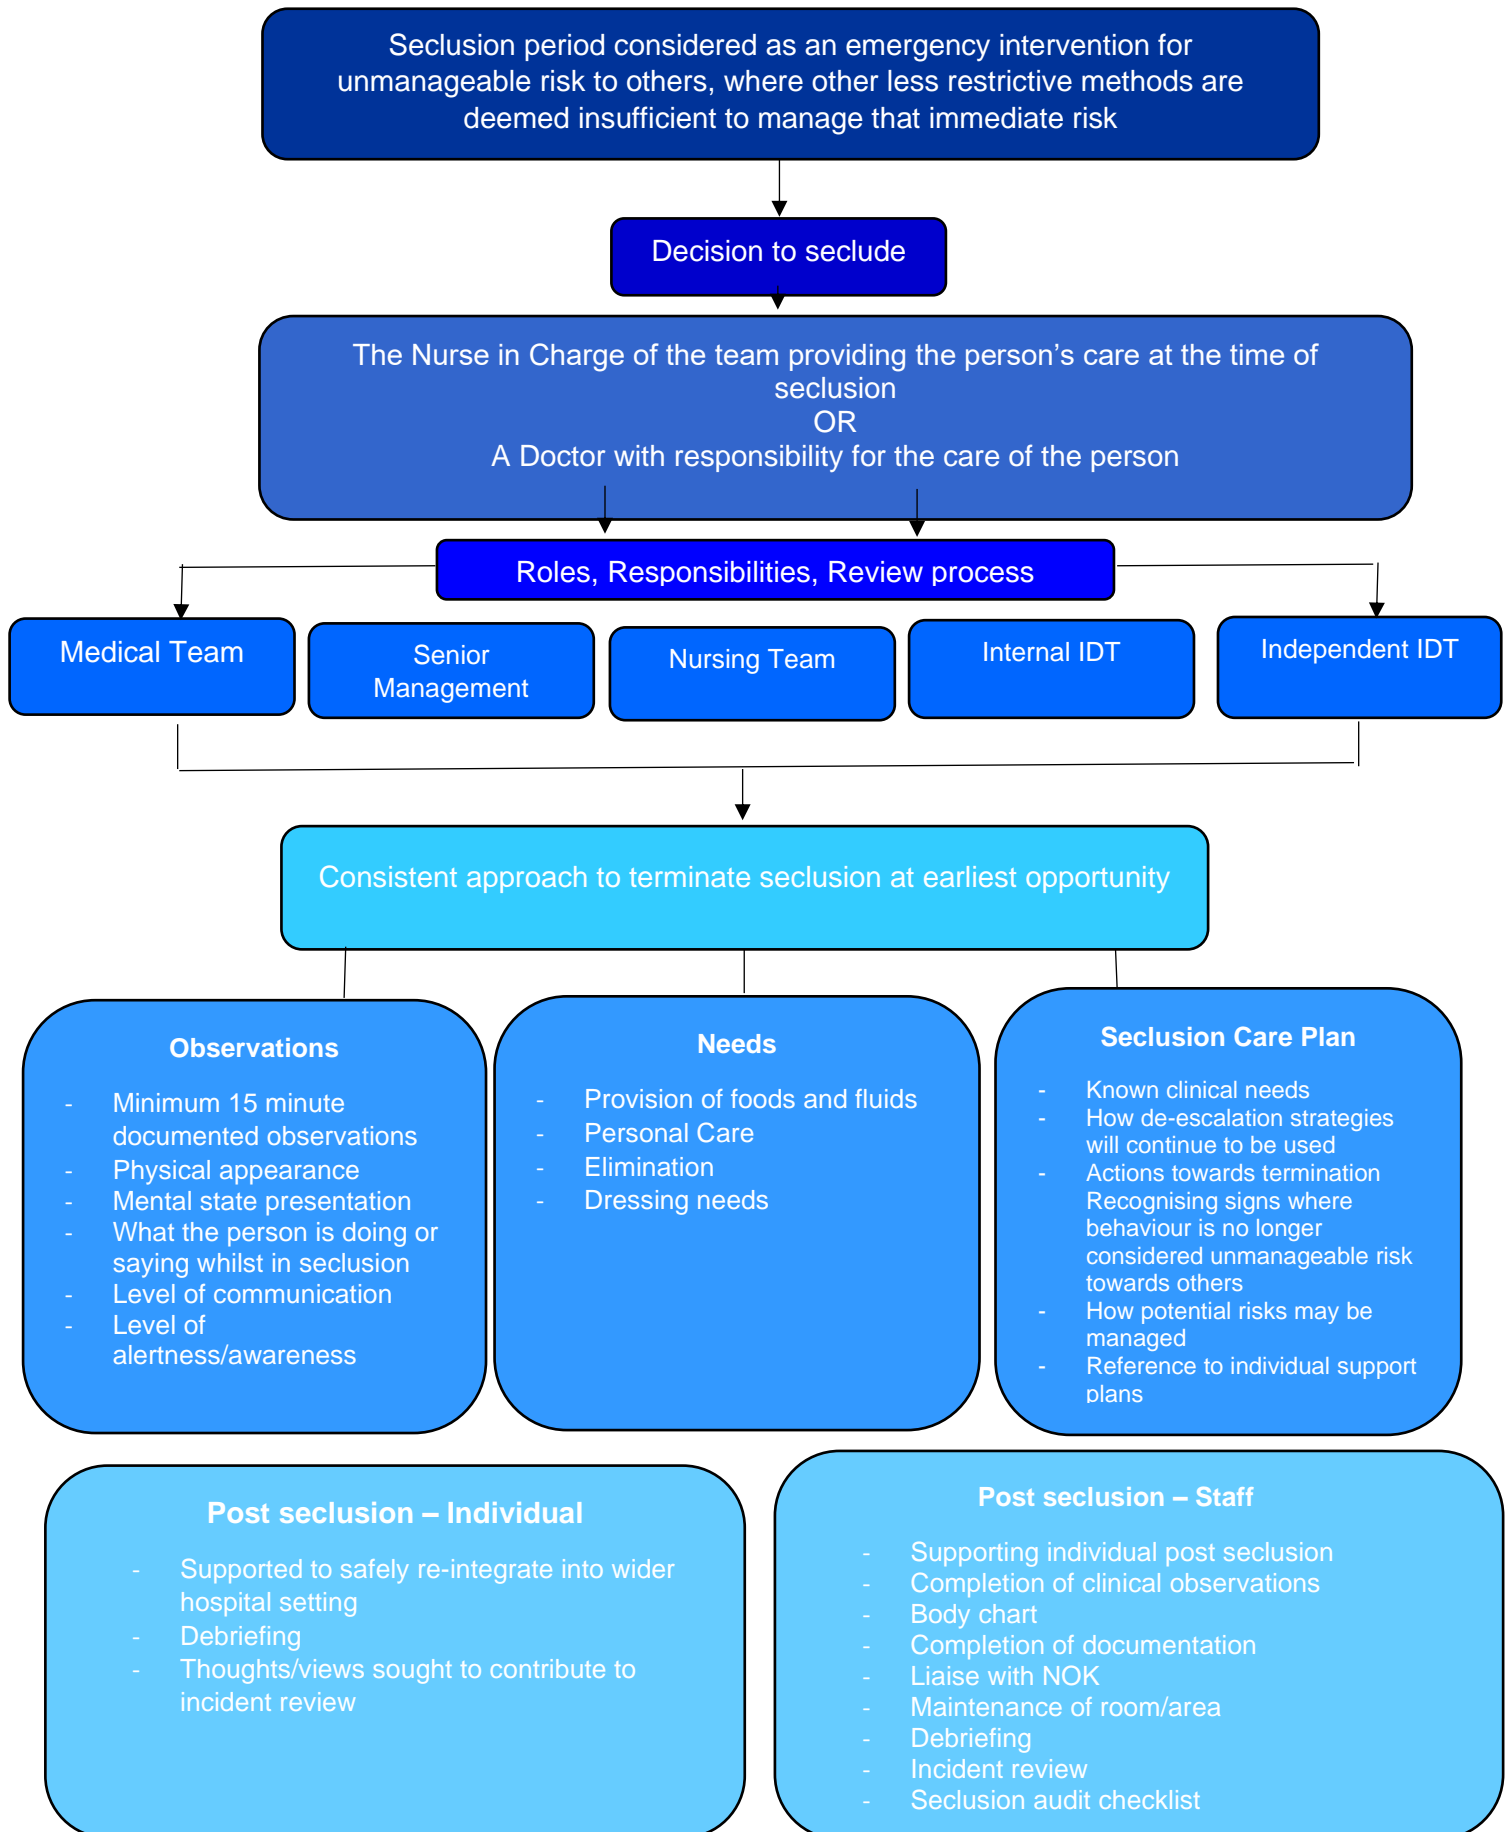 Seclusion period considered as an emergency intervention for
unmanageable risk to others, where other less restrictive methods are
deemed insufficient to manage that immediate risk
Decision to seclude
The Nurse in Charge of the team providing the person’s care at the time of
seclusion
OR
A Doctor with responsibility for the care of the person
Roles, Responsibilities, Review process
Medical Team
Senior
Management
Nursing Team
Internal IDT
Independent IDT
Consistent approach to terminate seclusion at earliest opportunity
Observations
- Minimum 15 minute
documented observations
- Physical appearance
- Mental state presentation
- What the person is doing or
saying whilst in seclusion
- Level of communication
- Level of
alertness/awareness
Needs
- Provision of foods and fluids
- Personal Care
- Elimination
- Dressing needs
Seclusion Care Plan
- Known clinical needs
- How de-escalation strategies
will continue to be used
- Actions towards termination
Recognising signs where
behaviour is no longer
considered unmanageable risk
towards others
- How potential risks may be
managed
- Reference to individual support
plans
Post seclusion – Individual
- Supported to safely re-integrate into wider
hospital setting
- Debriefing
- Thoughts/views sought to contribute to
incident review
Post seclusion – Staff
- Supporting individual post seclusion
- Completion of clinical observations
- Body chart
- Completion of documentation
- Liaise with NOK
- Maintenance of room/area
- Debriefing
- Incident review
- Seclusion audit checklist